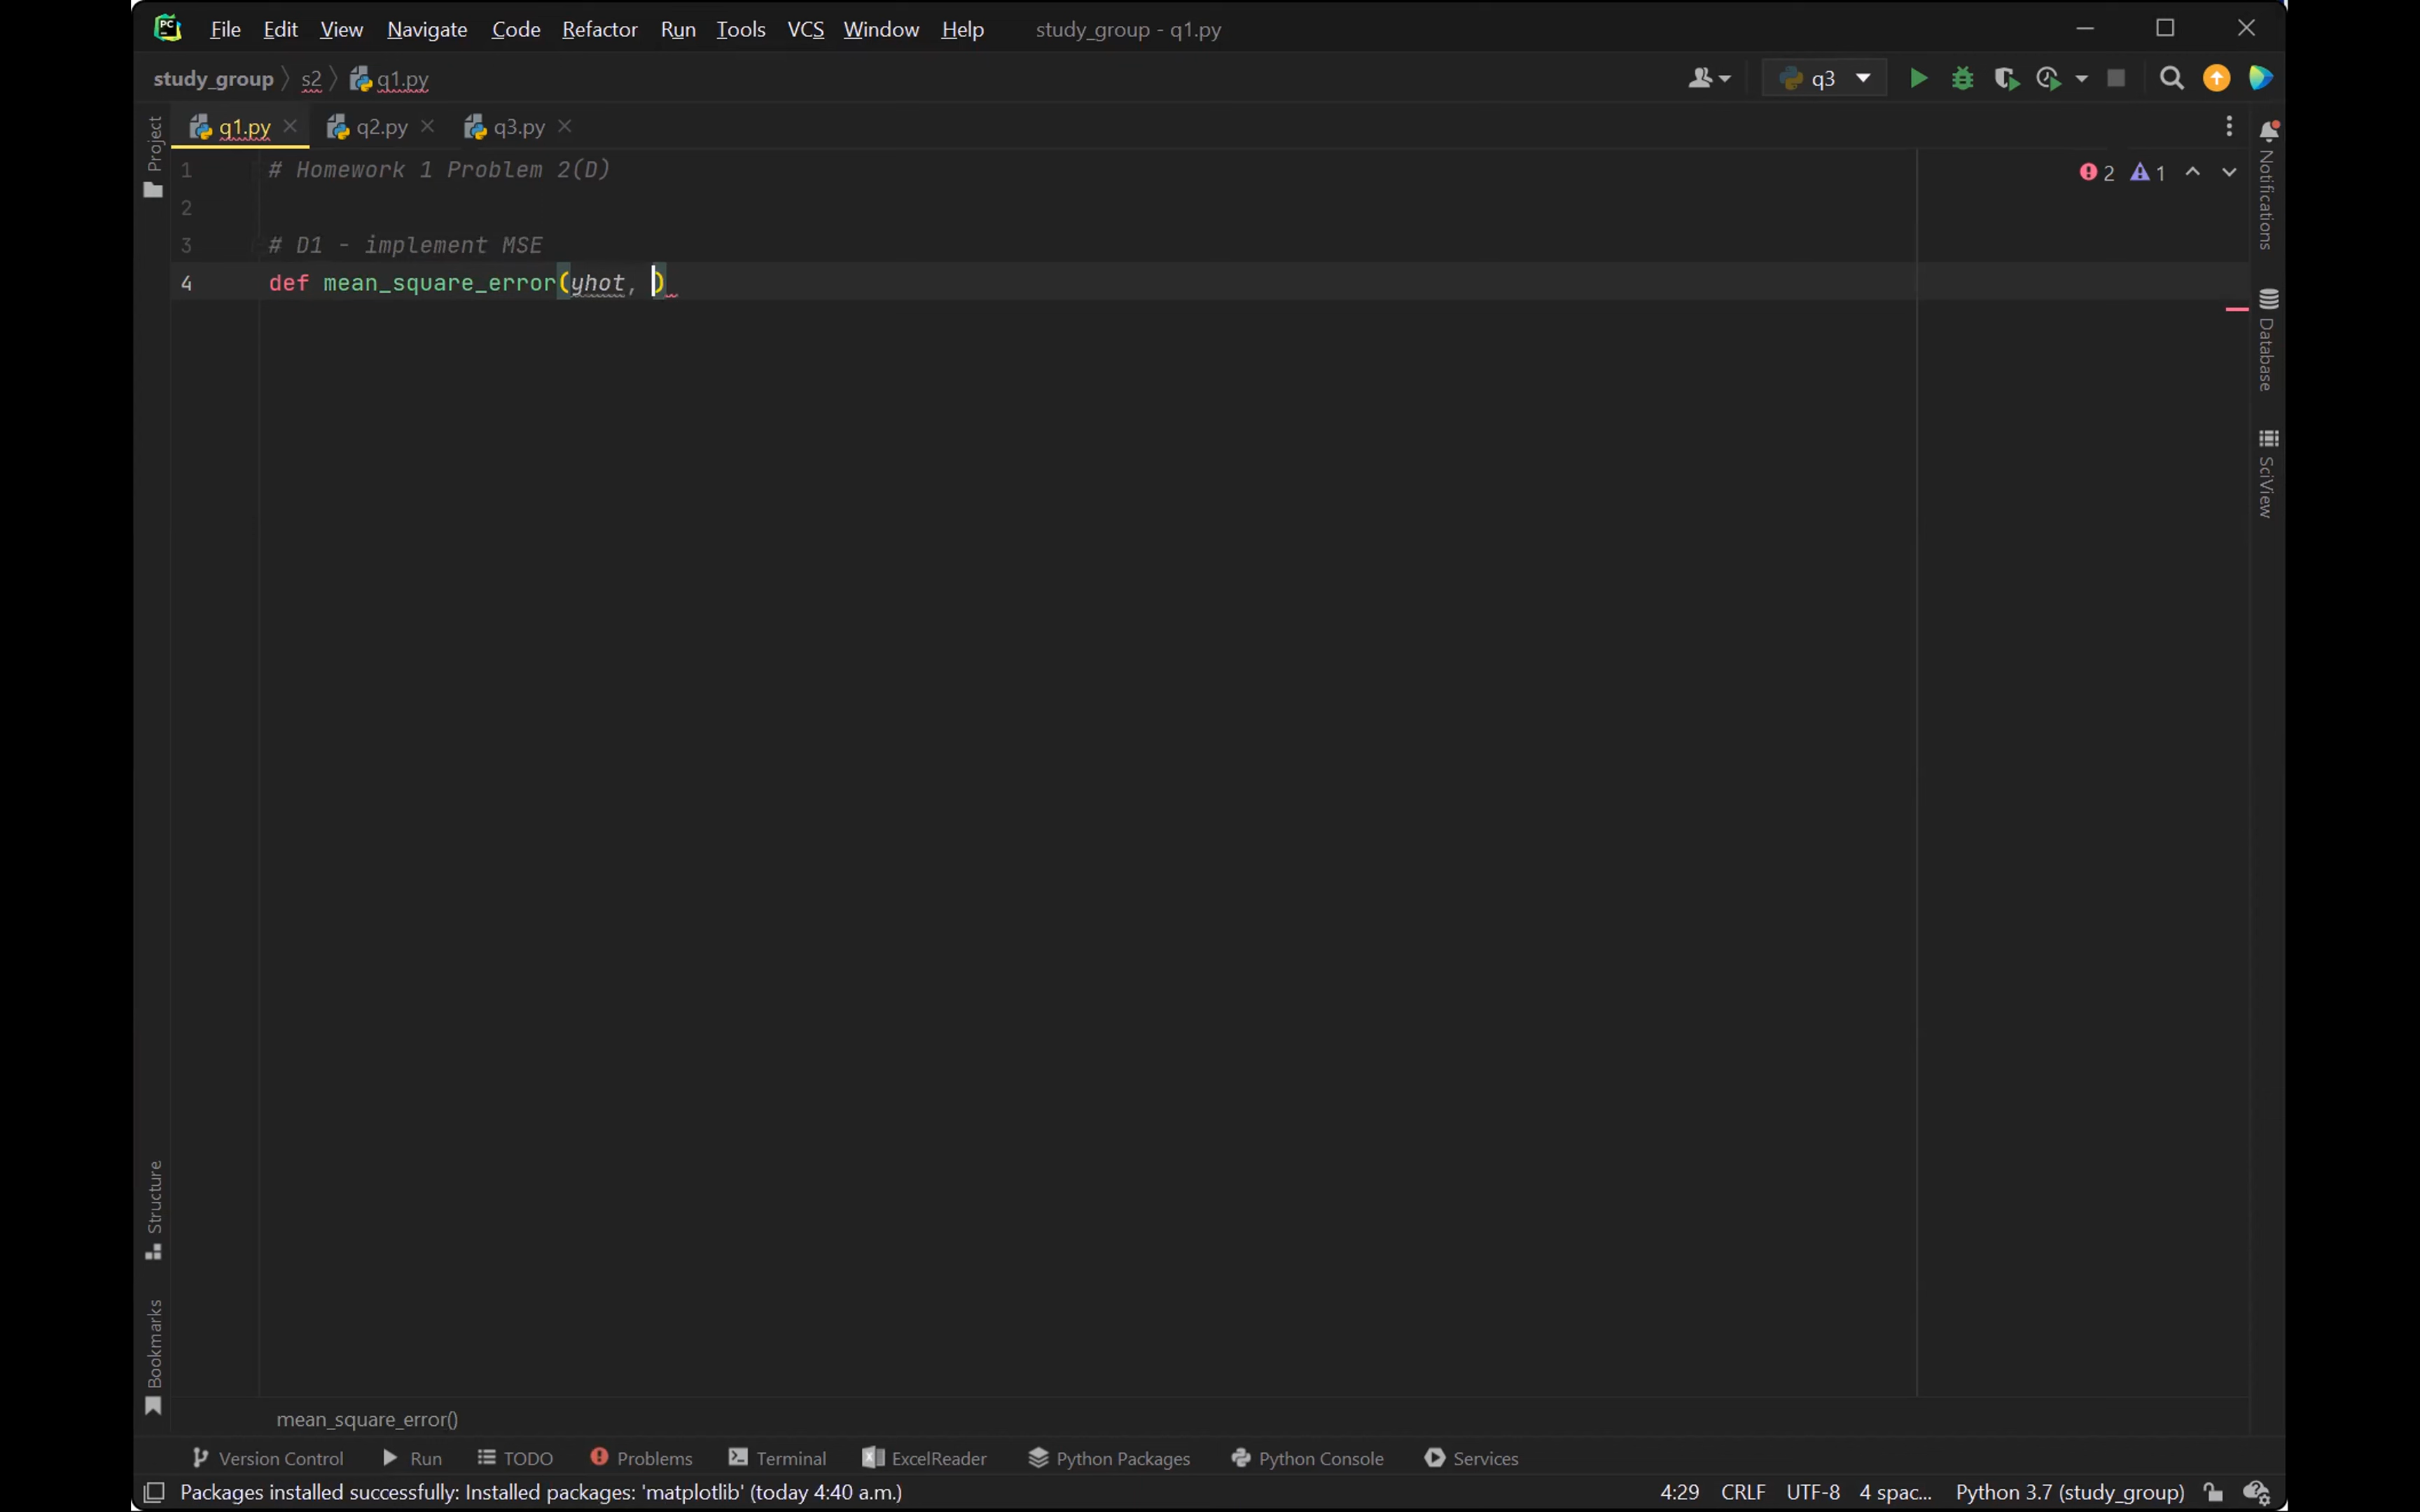 PC File Edit View Navigate Code Refactor Run Tools VCS Window Help study_group - q1.py
study_group s2 q1.py q3
q1.py q2.py q3.py
Project
Notifications
Database
SciView
2 1
1 # Homework 1 Problem 2(D)
2
3 # D1 - implement MSE
4 def mean_square_error(yhot, )
Structure
Bookmarks
mean_square_error()
Version Control Run TODO Problems Terminal ExcelReader Python Packages Python Console Services
Packages installed successfully: Installed packages: 'matplotlib' (today 4:40 a.m.) 4:29 CRLF UTF-8 4 spac... Python 3.7 (study_group)